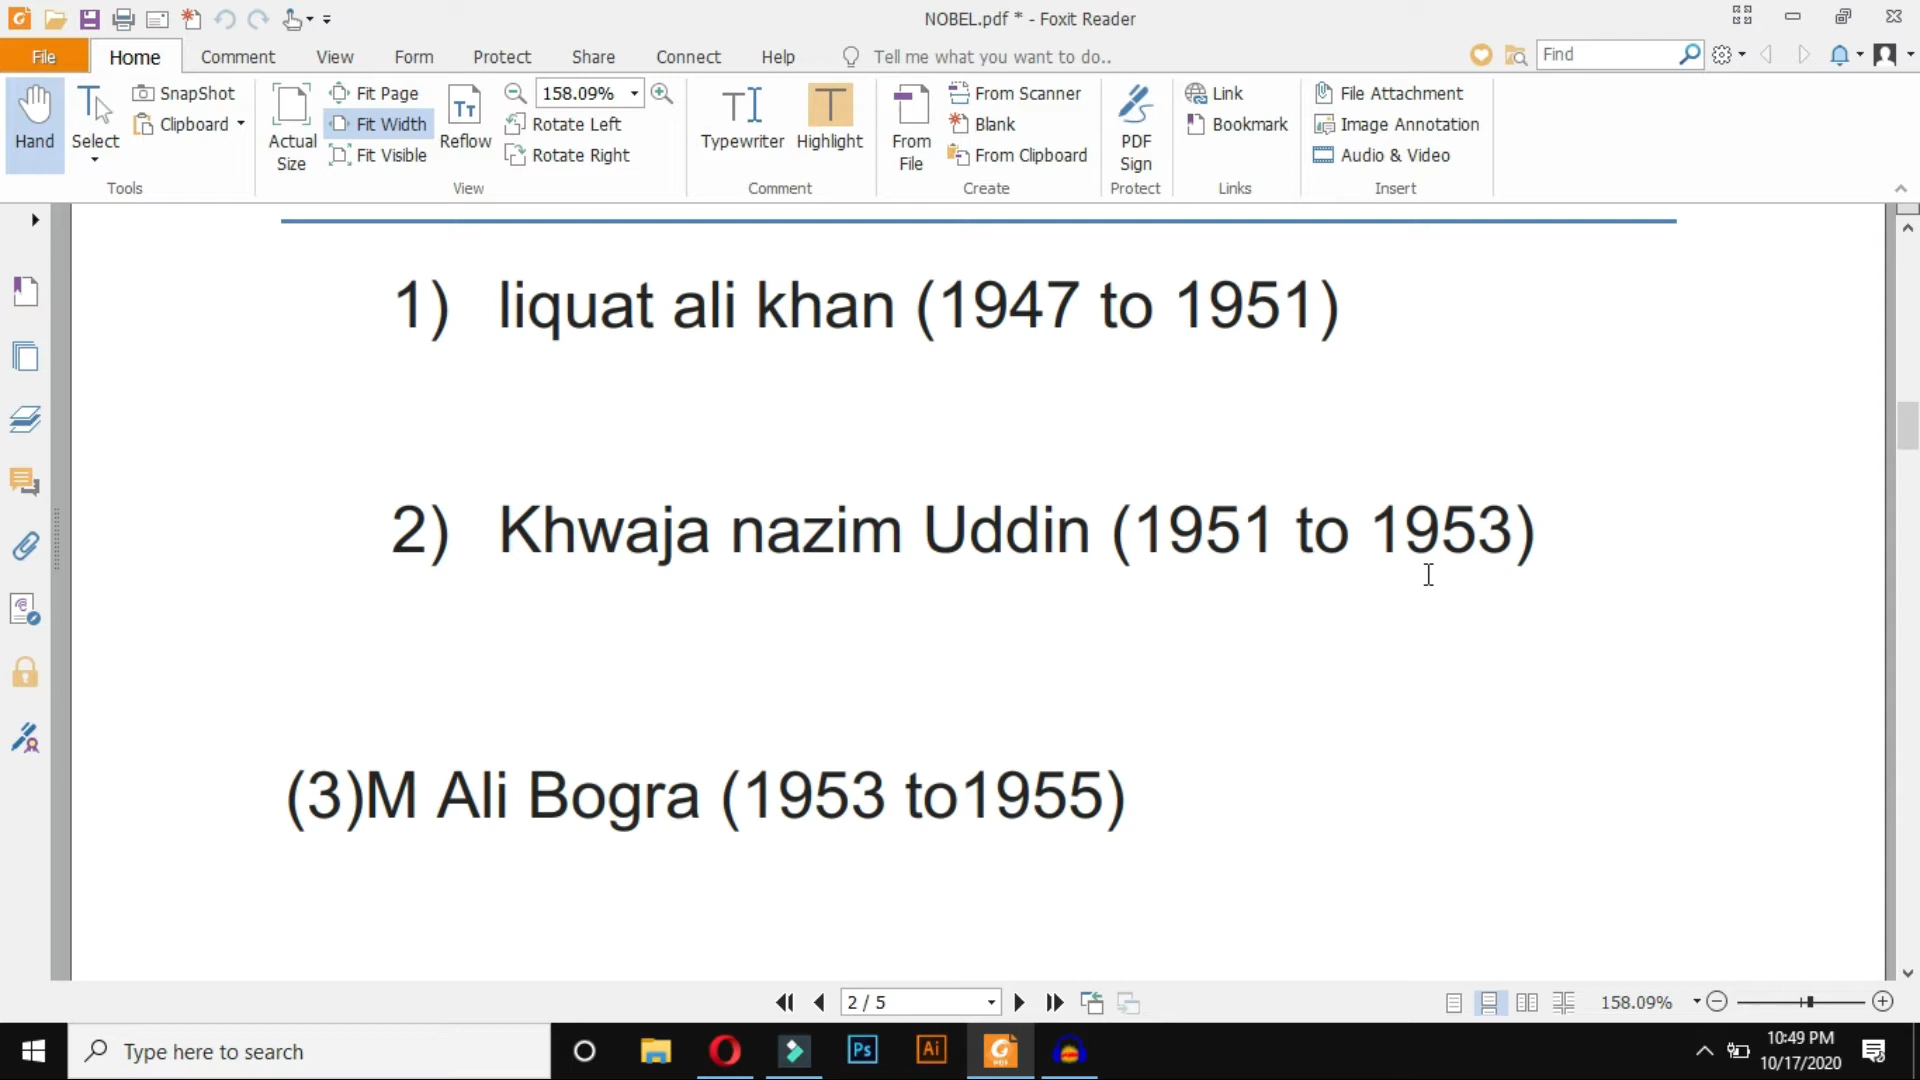 NOBEL.pdf * - Foxit Reader
File Home Comment View Form Protect Share Connect Help Tell me what you want to do.. Find
Hand
Select
SnapShot
Clipboard
Tools
Actual
Size
Fit Page
Fit Width
Fit Visible
Reflow
158.09%
Rotate Left
Rotate Right
View
Typewriter
Highlight
Comment
From
File
From Scanner
Blank
From Clipboard
Create
PDF
Sign
Protect
Link
Bookmark
Links
File Attachment
Image Annotation
Audio & Video
Insert
1) liquat ali khan (1947 to 1951)
2) Khwaja nazim Uddin (1951 to 1953)
(3)M Ali Bogra (1953 to1955)
2 / 5
158.09%
Type here to search
Ps
Ai
10:49 PM
10/17/2020